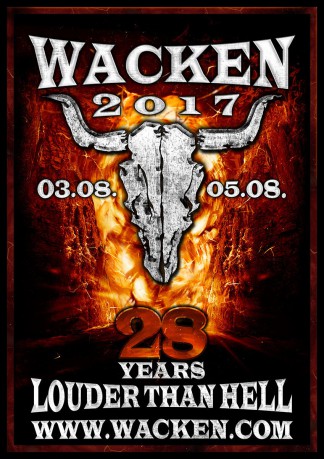 WACKEN
2017
03.08. 05.08.
28
YEARS
LOUDER THAN HELL
WWW.WACKEN.COM